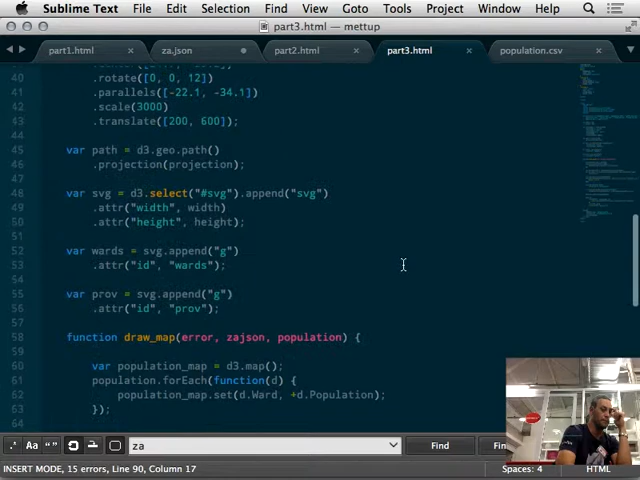 Sublime Text File Edit Selection Find View Goto Tools Project Window Help
part3.html — mettup
part1.html za.json part2.html part3.html population.csv
40 .rotate([0, 0, 12])
41 .parallels([-22.1, -34.1])
42 .scale(3000)
43 .translate([200, 600]);
44
45 var path = d3.geo.path()
46 .projection(projection);
47
48 var svg = d3.select("#svg").append("svg")
49 .attr("width", width)
50 .attr("height", height);
51
52 var wards = svg.append("g")
53 .attr("id", "wards");
54
55 var prov = svg.append("g")
56 .attr("id", "prov");
57
58 function draw_map(error, zajson, population) {
59
60 var population_map = d3.map();
61 population.forEach(function(d) {
62 population_map.set(d.Ward, +d.Population);
63 });
64
.* Aa “” za Find Fin
INSERT MODE, 15 errors, Line 90, Column 17 Spaces: 4 HTML